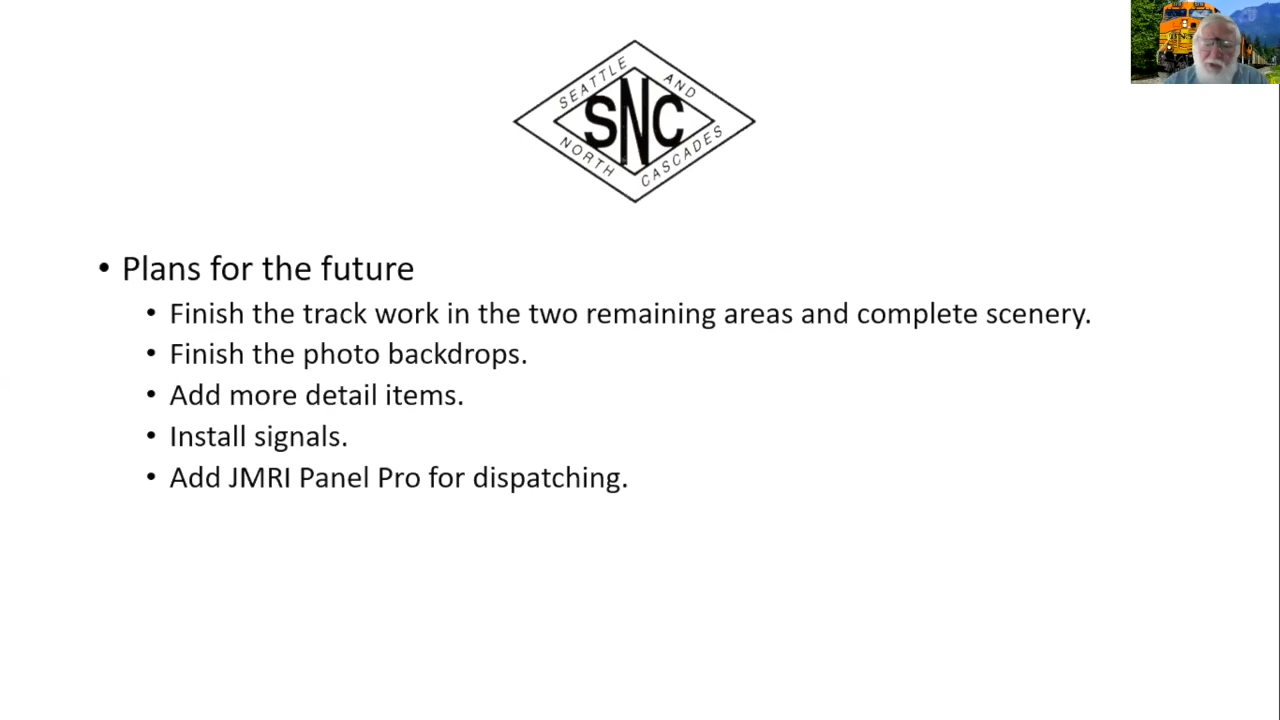 SEATTLE AND
SNC
NORTH CASCADES
• Plans for the future
• Finish the track work in the two remaining areas and complete scenery.
• Finish the photo backdrops.
• Add more detail items.
• Install signals.
• Add JMRI Panel Pro for dispatching.